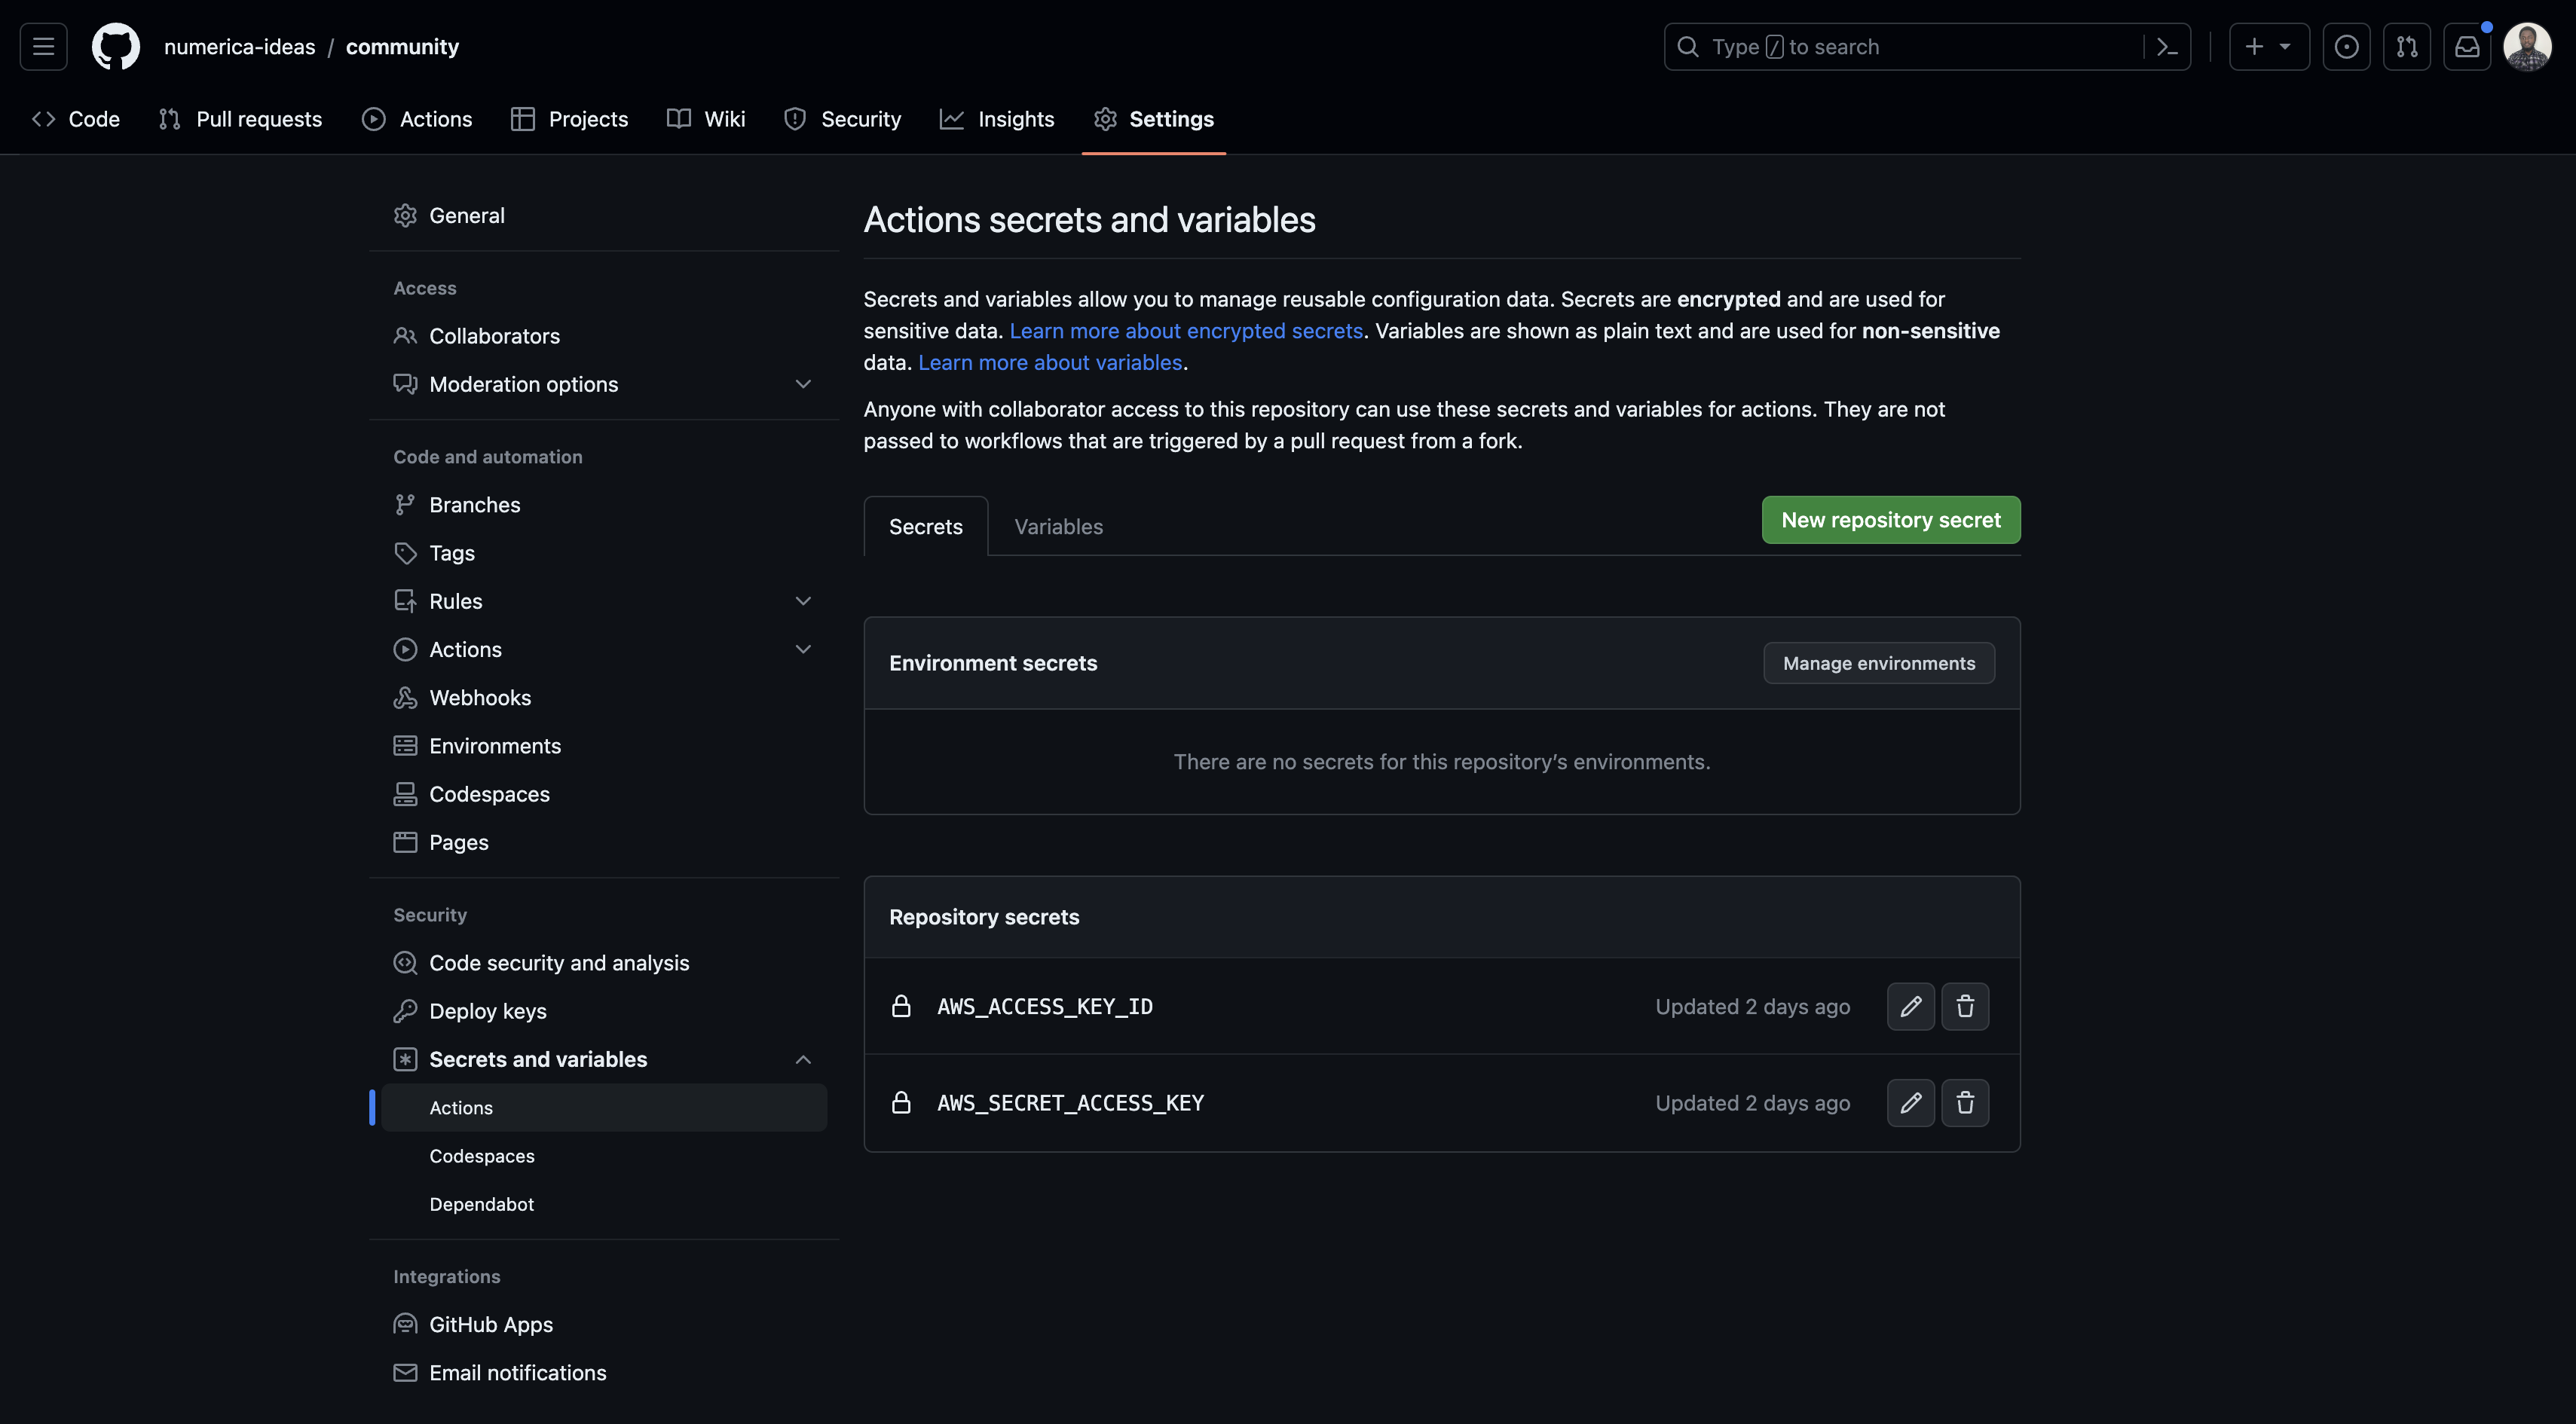 numerica-ideas / community
Type / to search
Code
Pull requests
Actions
Projects
Wiki
Security
Insights
Settings
General
Access
Collaborators
Moderation options
Code and automation
Branches
Tags
Rules
Actions
Webhooks
Environments
Codespaces
Pages
Security
Code security and analysis
Deploy keys
Secrets and variables
Actions
Codespaces
Dependabot
Integrations
GitHub Apps
Email notifications
Actions secrets and variables
Secrets and variables allow you to manage reusable configuration data. Secrets are encrypted and are used for
sensitive data. Learn more about encrypted secrets. Variables are shown as plain text and are used for non-sensitive
data. Learn more about variables.
Anyone with collaborator access to this repository can use these secrets and variables for actions. They are not
passed to workflows that are triggered by a pull request from a fork.
Secrets
Variables
New repository secret
Environment secrets
Manage environments
There are no secrets for this repository’s environments.
Repository secrets
AWS_ACCESS_KEY_ID Updated 2 days ago
AWS_SECRET_ACCESS_KEY Updated 2 days ago